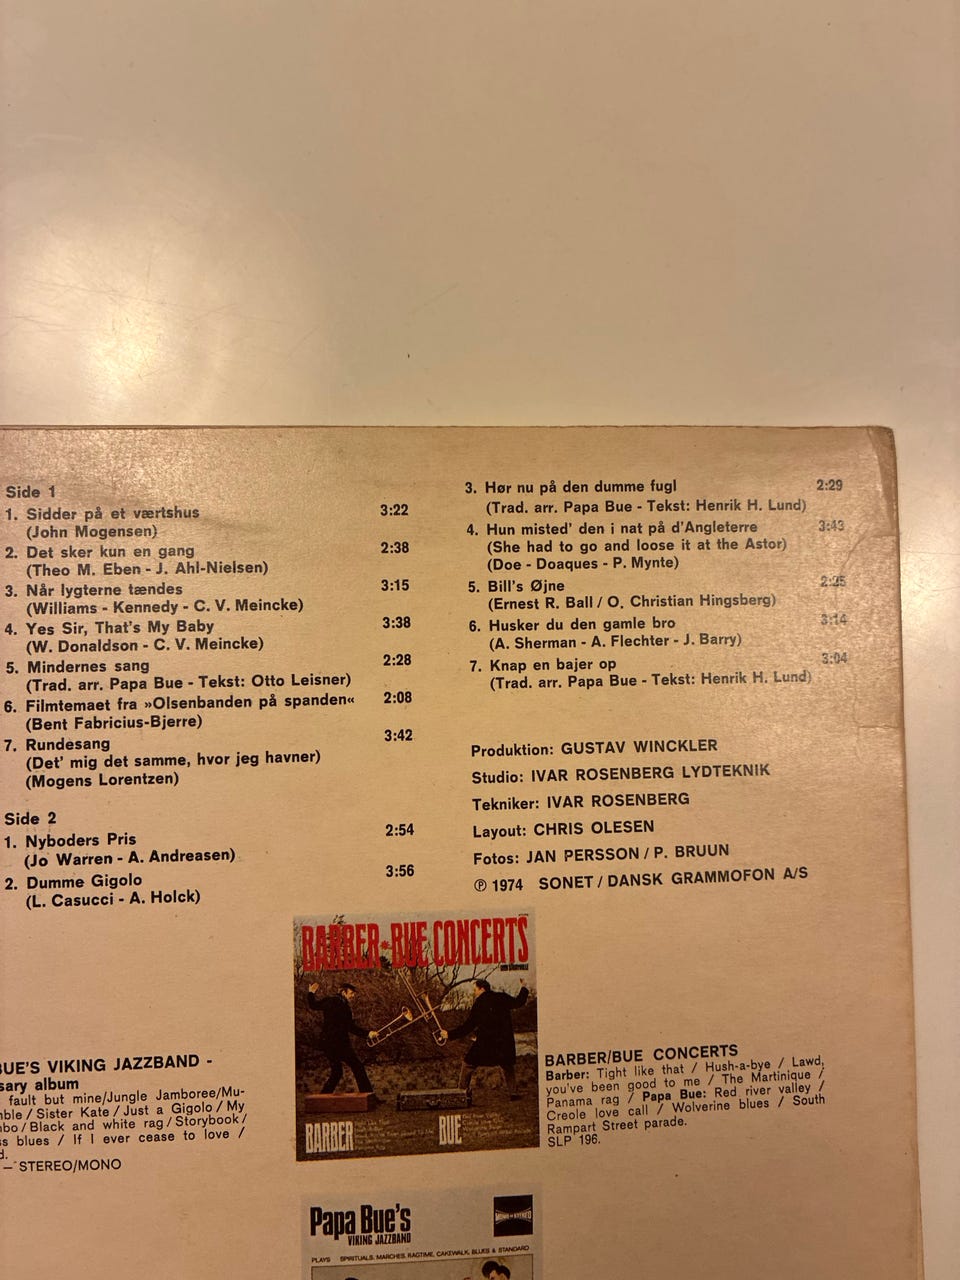 Side 1
1. Sidder på et værtshus 3:22
(John Mogensen)
2. Det sker kun en gang 2:38
(Theo M. Eben - J. Ahl-Nielsen)
3. Når lygterne tændes 3:15
(Williams - Kennedy - C. V. Meincke)
4. Yes Sir, That's My Baby 3:38
(W. Donaldson - C. V. Meincke)
5. Mindernes sang 2:28
(Trad. arr. Papa Bue - Tekst: Otto Leisner)
6. Filmtemaet fra »Olsenbanden på spanden« 2:08
(Bent Fabricius-Bjerre)
7. Rundesang 3:42
(Det' mig det samme, hvor jeg havner)
(Mogens Lorentzen)
Side 2
1. Nyboders Pris 2:54
(Jo Warren - A. Andreasen)
2. Dumme Gigolo 3:56
(L. Casucci - A. Holck)
3. Hør nu på den dumme fugl 2:29
(Trad. arr. Papa Bue - Tekst: Henrik H. Lund)
4. Hun misted' den i nat på d'Angleterre 3:43
(She had to go and loose it at the Astor)
(Doe - Doaques - P. Mynte)
5. Bill's Øjne 2:25
(Ernest R. Ball / O. Christian Hingsberg)
6. Husker du den gamle bro 3:14
(A. Sherman - A. Flechter - J. Barry)
7. Knap en bajer op 3:04
(Trad. arr. Papa Bue - Tekst: Henrik H. Lund)
Produktion: GUSTAV WINCKLER
Studio: IVAR ROSENBERG LYDTEKNIK
Tekniker: IVAR ROSENBERG
Layout: CHRIS OLESEN
Fotos: JAN PERSSON / P. BRUUN
℗ 1974 SONET / DANSK GRAMMOFON A/S
BARBER * BUE CONCERTS
BARBER
BUE
BUE'S VIKING JAZZBAND -
sary album
fault but mine/Jungle Jamboree/Mu-
mble / Sister Kate / Just a Gigolo / My
nbo / Black and white rag / Storybook /
ss blues / If I ever cease to love /
d.
— STEREO/MONO
BARBER/BUE CONCERTS
Barber: Tight like that / Hush-a-bye / Lawd,
you've been good to me / The Martinique /
Panama rag / Papa Bue: Red river valley /
Creole love call / Wolverine blues / South
Rampart Street parade.
SLP 196.
Papa Bue's
VIKING JAZZBAND
PLAYS SPIRITUALS, MARCHES, RAGTIME, CAKEWALK, BLUES & STANDARD